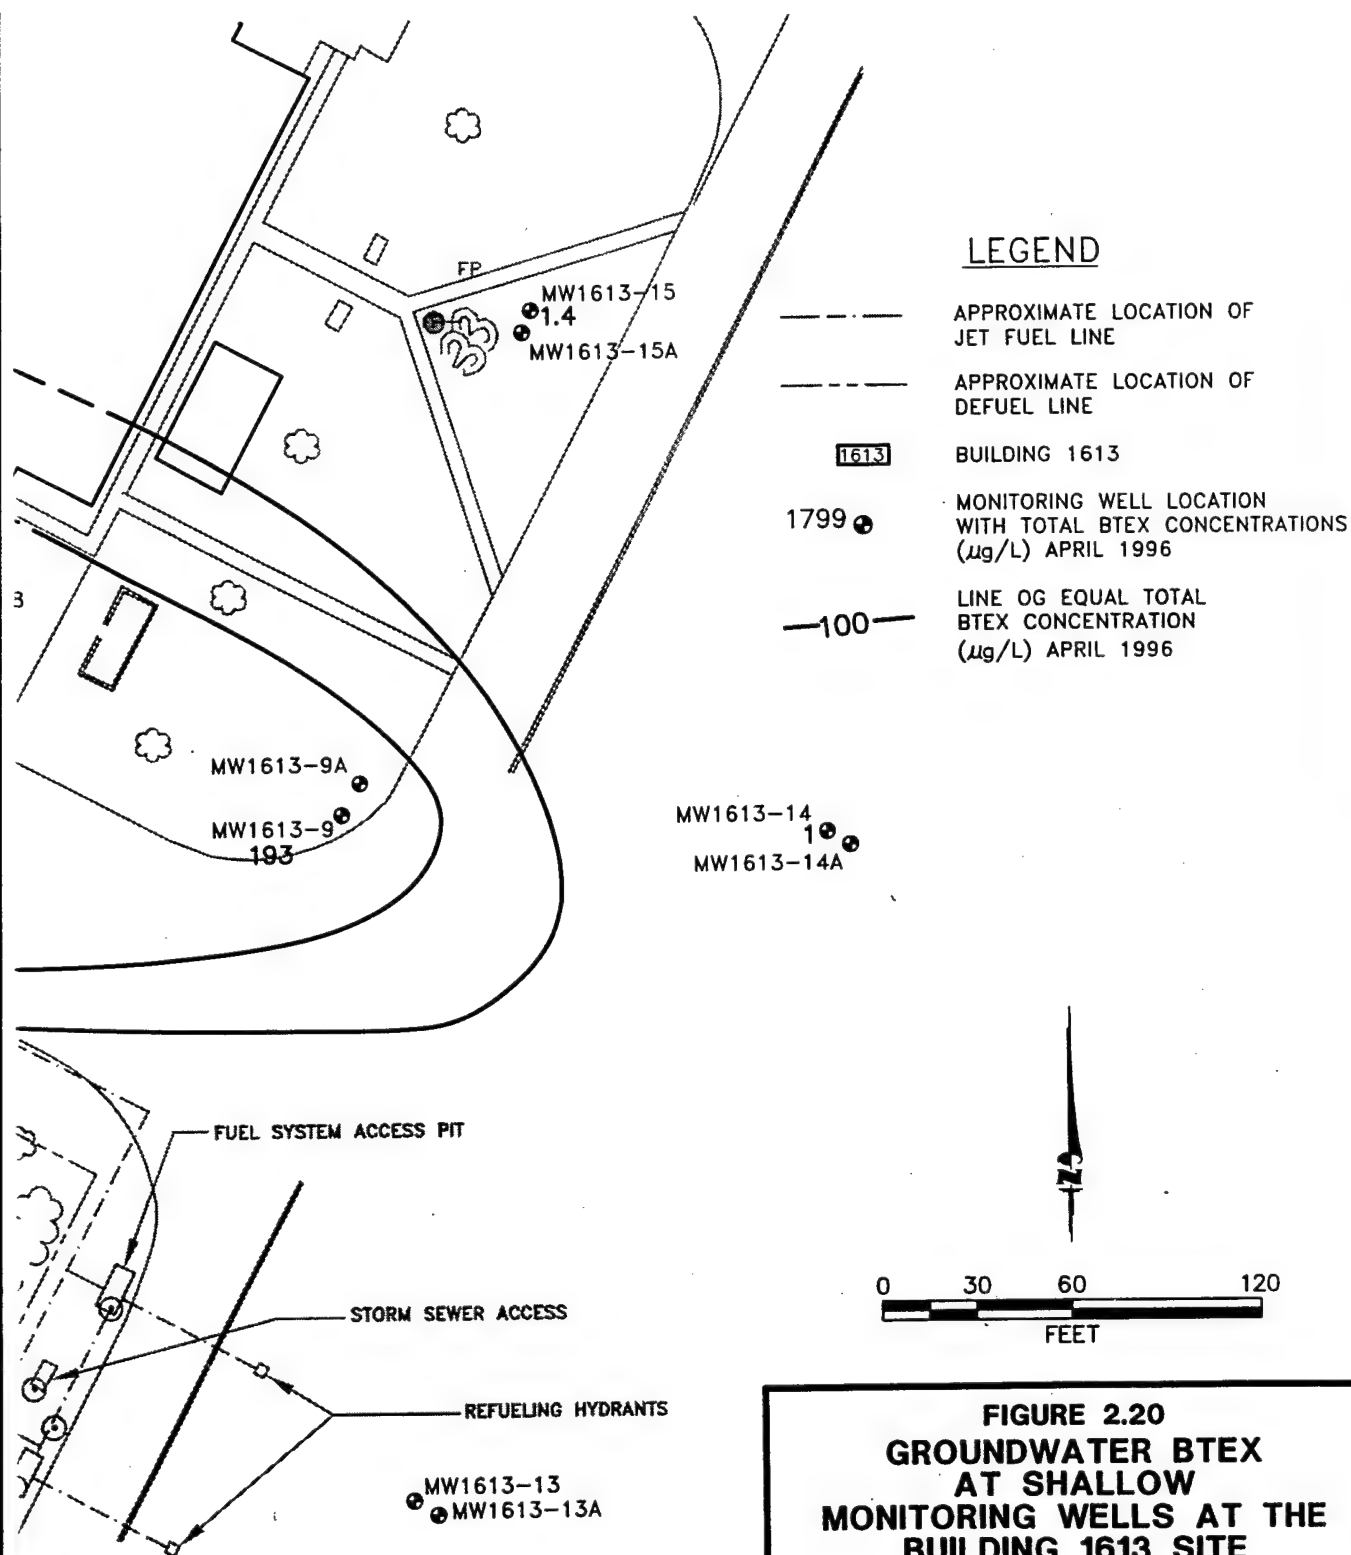 LEGEND
APPROXIMATE LOCATION OF
JET FUEL LINE
APPROXIMATE LOCATION OF
DEFUEL LINE
1613
BUILDING 1613
1799
MONITORING WELL LOCATION
WITH TOTAL BTEX CONCENTRATIONS
(µg/L) APRIL 1996
100
LINE OG EQUAL TOTAL
BTEX CONCENTRATION
(µg/L) APRIL 1996
FP
MW1613-15
1.4
MW1613-15A
MW1613-9A
MW1613-9
193
MW1613-14
1
MW1613-14A
FUEL SYSTEM ACCESS PIT
STORM SEWER ACCESS
REFUELING HYDRANTS
MW1613-13
MW1613-13A
N
0 30 60 120
FEET
FIGURE 2.20
GROUNDWATER BTEX
AT SHALLOW
MONITORING WELLS AT THE
BUILDING 1613 SITE